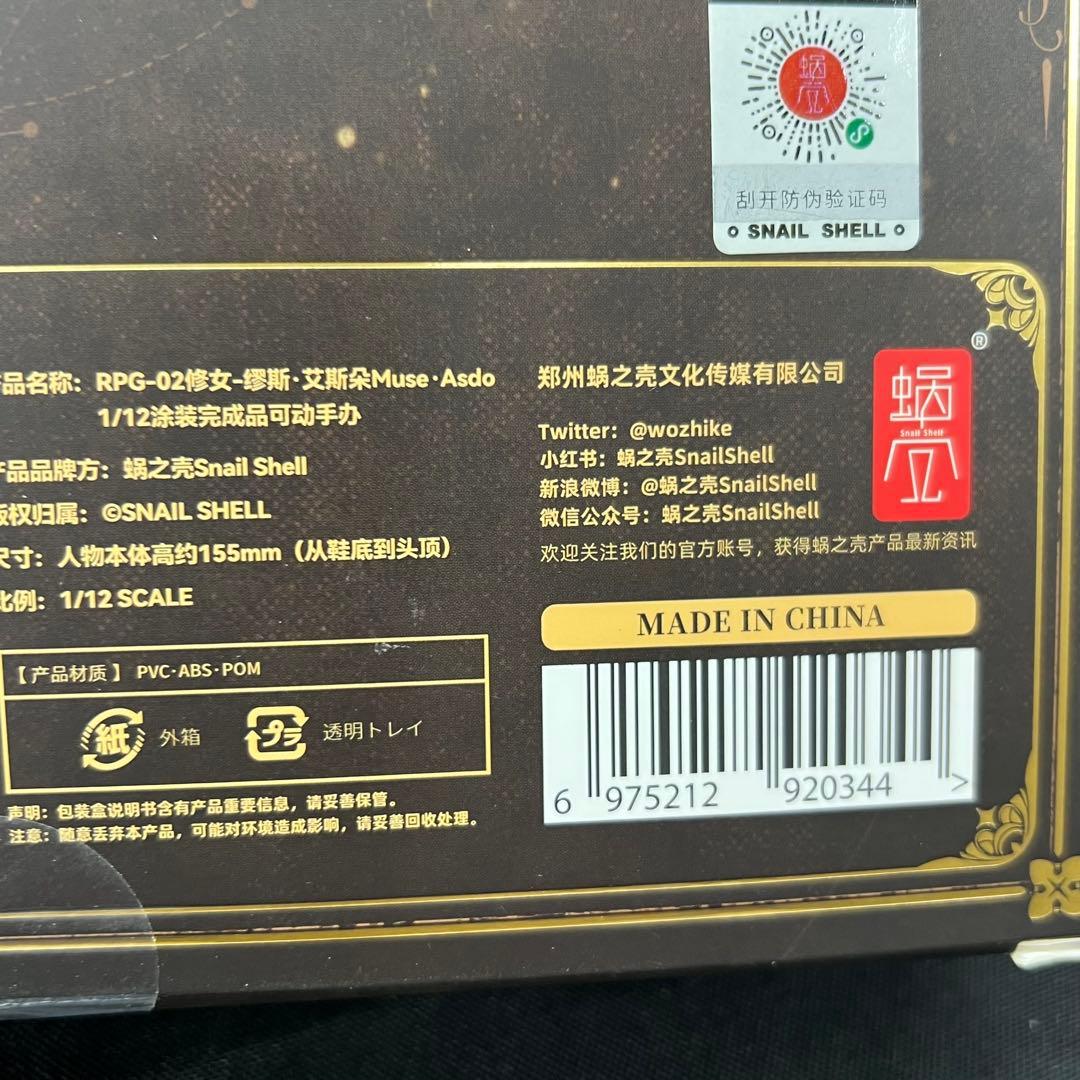 蜗壳
刮开防伪验证码
SNAIL SHELL
产品名称：RPG-02修女-缪斯·艾斯朵Muse·Asdo
1/12涂装完成品可动手办
产品品牌方：蜗之壳Snail Shell
版权归属：©SNAIL SHELL
尺寸：人物本体高约155mm（从鞋底到头顶）
比例：1/12 SCALE
【产品材质】 PVC·ABS·POM
紙 外箱 プラ 透明トレイ
声明：包装盒说明书含有产品重要信息，请妥善保管。
注意：随意丢弃本产品，可能对环境造成影响，请妥善回收处理。
郑州蜗之壳文化传媒有限公司
Twitter：@wozhike
小红书：蜗之壳SnailShell
新浪微博：@蜗之壳SnailShell
微信公众号：蜗之壳SnailShell
欢迎关注我们的官方账号，获得蜗之壳产品最新资讯
®
蜗
Snail Shell
壳
MADE IN CHINA
6 975212 920344 >